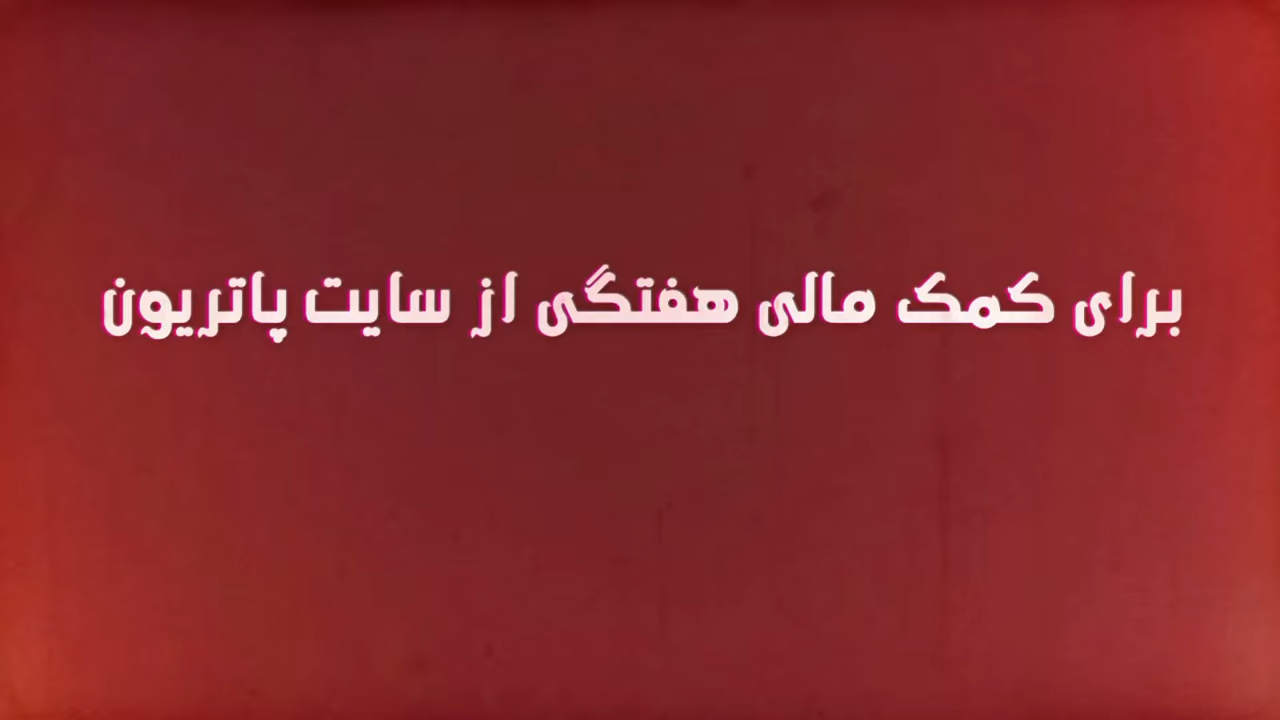 برای کمک مالی هفتگی از سایت پاتریون